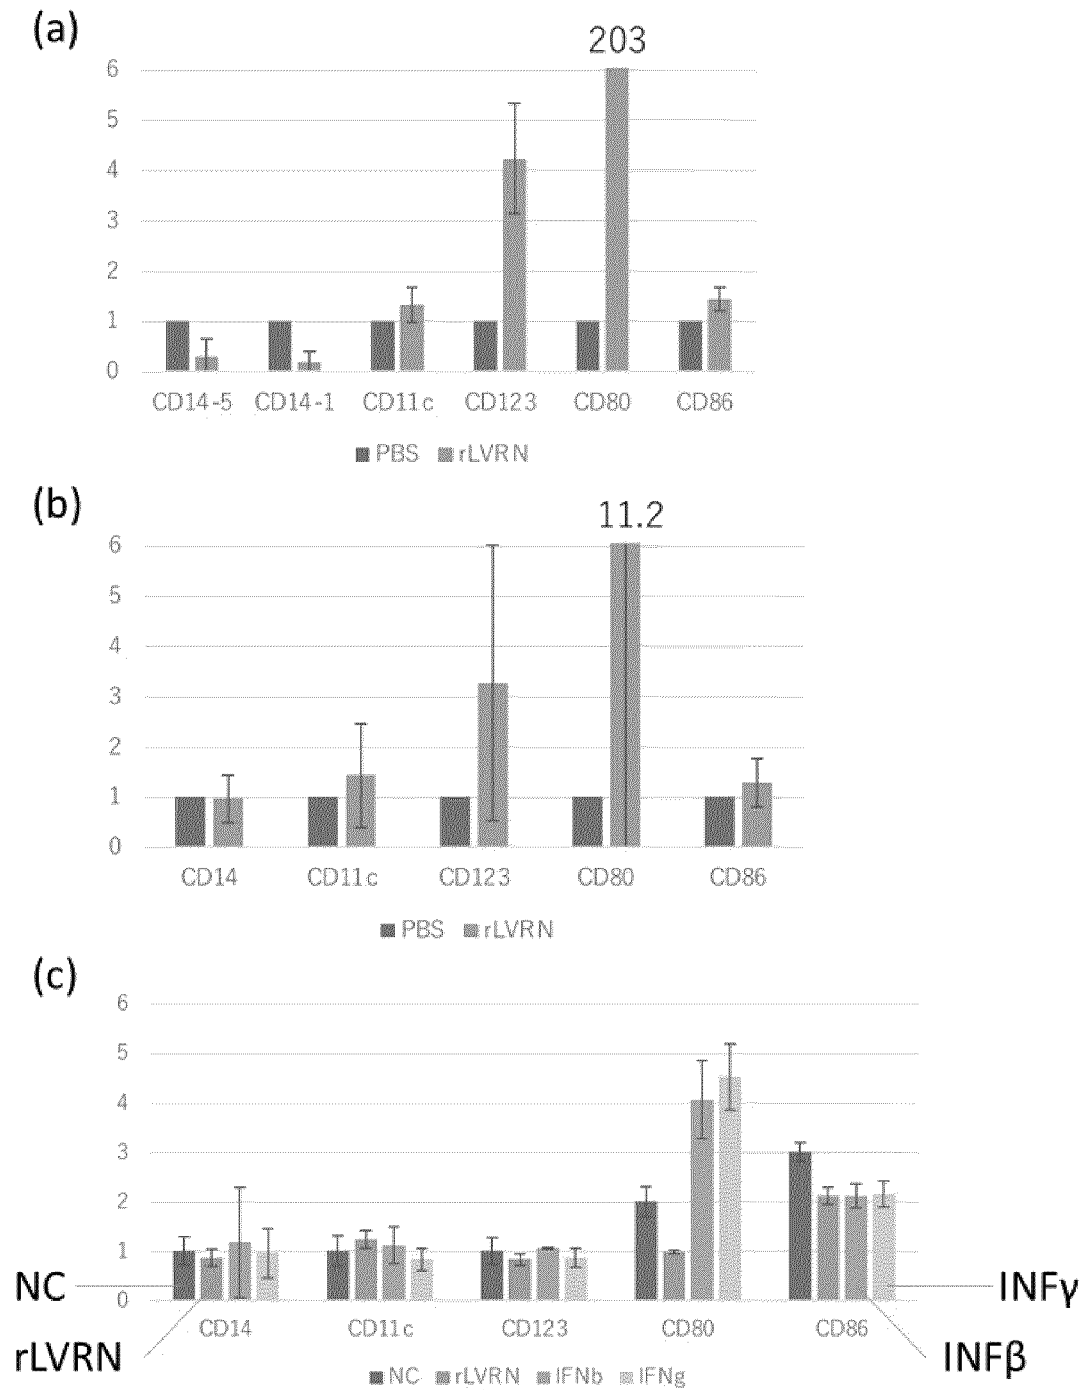 (a)
203
6
5
4
3
2
1
0
CD14-5 CD14-1 CD11c CD123 CD80 CD86
PBS rLVRN
(b)
11.2
6
5
4
3
2
1
0
CD14 CD11c CD123 CD80 CD86
PBS rLVRN
(c)
6
5
4
3
2
1
NC INFγ
0
CD14 CD11c CD123 CD80 CD86
rLVRN INFβ
NC rLVRN IFNb IFNg